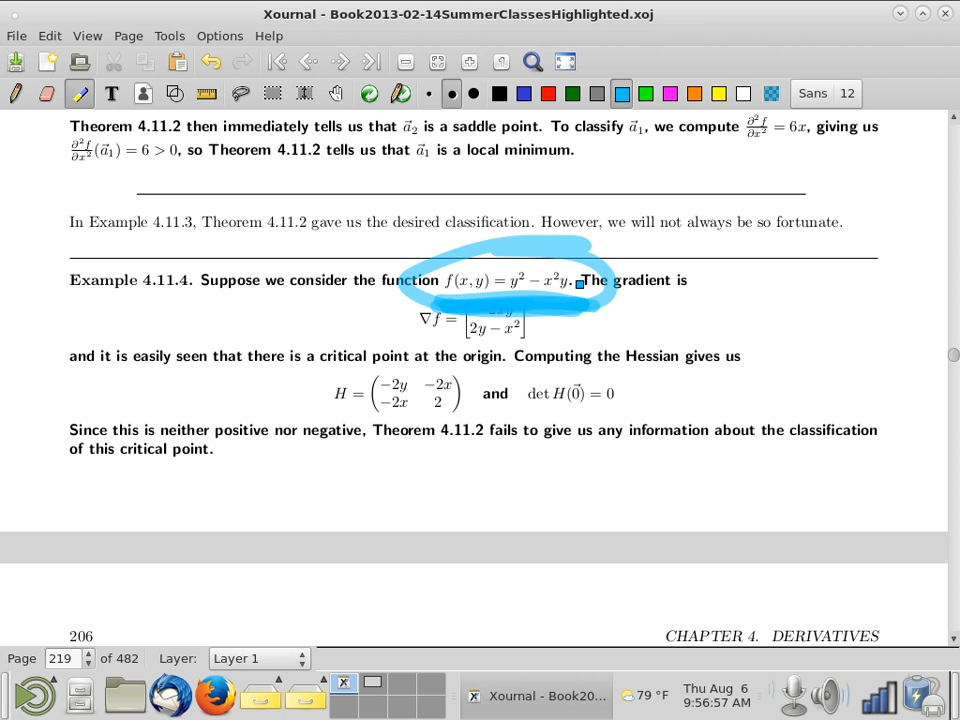 Xournal - Book2013-02-14SummerClassesHighlighted.xoj
File Edit View Page Tools Options Help
Sans 12
Theorem 4.11.2 then immediately tells us that a⃗₂ is a saddle point. To classify a⃗₁, we compute ∂²f/∂x² = 6x, giving us
∂²f/∂x²(a⃗₁) = 6 > 0, so Theorem 4.11.2 tells us that a⃗₁ is a local minimum.
In Example 4.11.3, Theorem 4.11.2 gave us the desired classification. However, we will not always be so fortunate.
Example 4.11.4. Suppose we consider the function f(x, y) = y² − x²y. The gradient is
∇f =
2y − x²
and it is easily seen that there is a critical point at the origin. Computing the Hessian gives us
H = (−2y −2x
−2x 2) and det H(0⃗) = 0
Since this is neither positive nor negative, Theorem 4.11.2 fails to give us any information about the classification
of this critical point.
206 CHAPTER 4. DERIVATIVES
Page 219 of 482 Layer: Layer 1
Xournal - Book20... 79 °F Thu Aug 6
9:56:57 AM